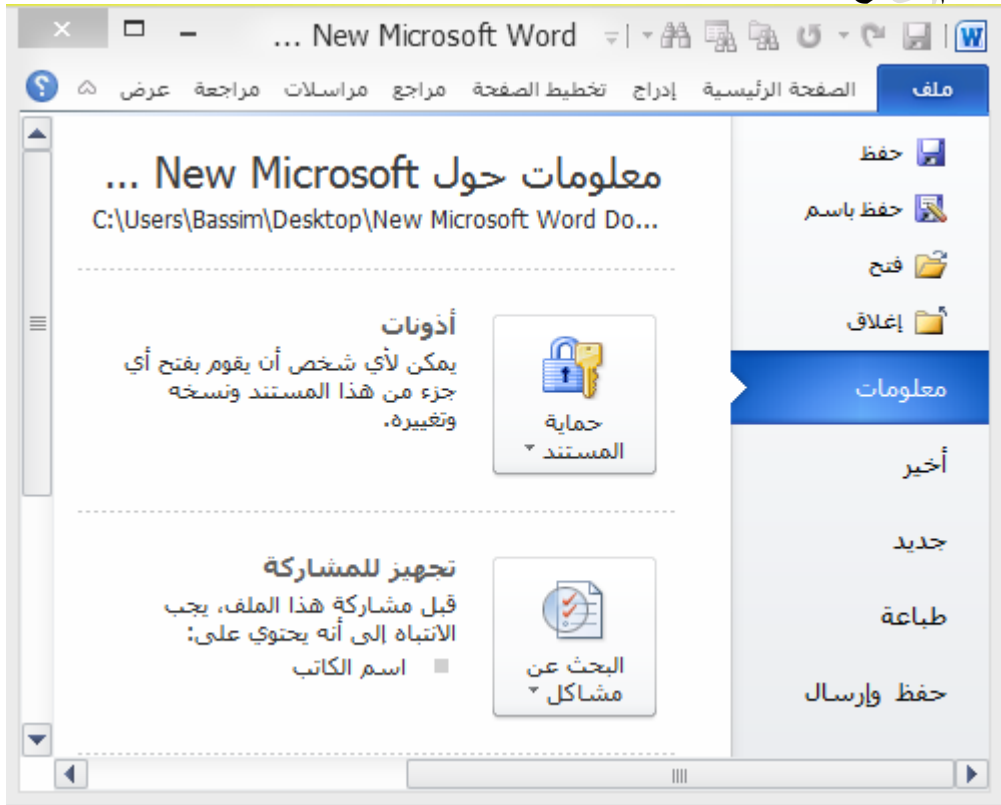 New Microsoft Word ...
ملف الصفحة الرئيسية إدراج تخطيط الصفحة مراجع مراسلات مراجعة عرض
حفظ
حفظ باسم
فتح
إغلاق
معلومات
أخير
جديد
طباعة
حفظ وإرسال
معلومات حول New Microsoft ...
C:\Users\Bassim\Desktop\New Microsoft Word Do...
حماية
المستند
أذونات
يمكن لأي شخص أن يقوم بفتح أي
جزء من هذا المستند ونسخه
وتغييره.
البحث عن
مشاكل
تجهيز للمشاركة
قبل مشاركة هذا الملف، يجب
الانتباه إلى أنه يحتوي على:
اسم الكاتب